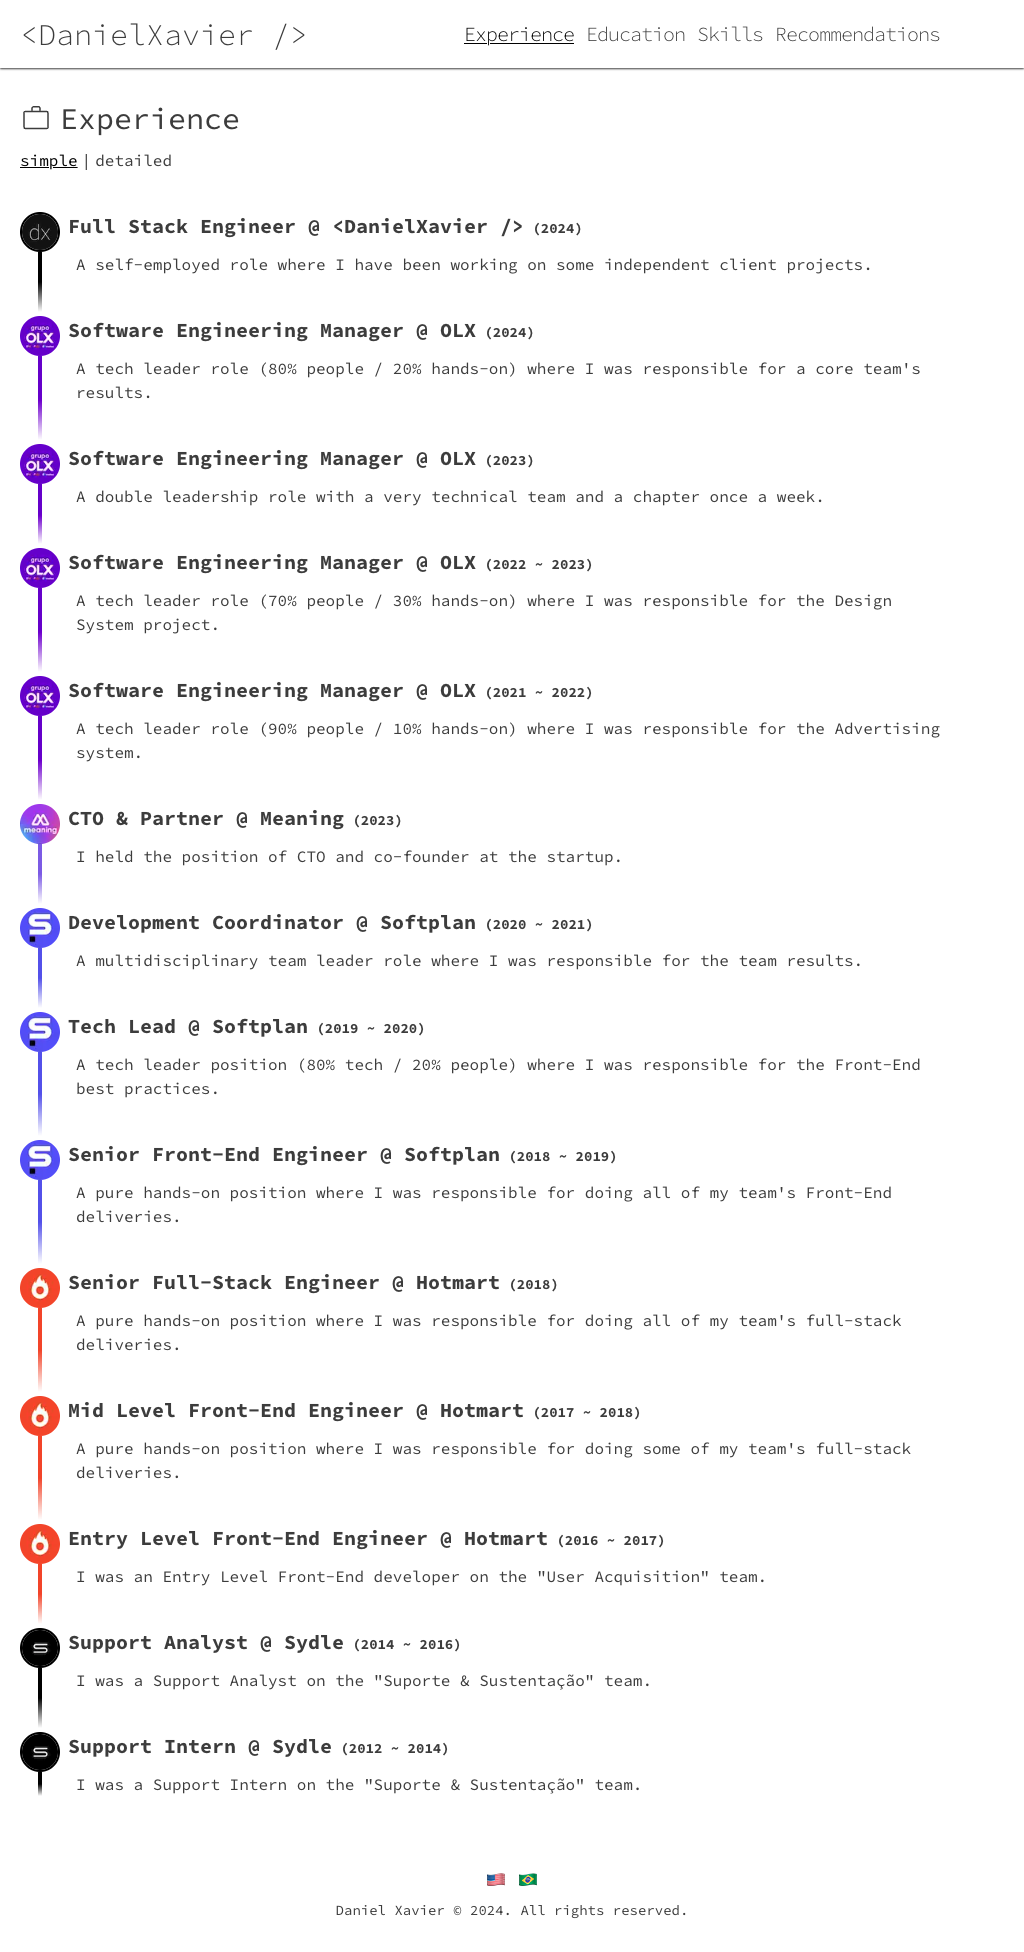 <DanielXavier />
Experience Education Skills Recommendations
Experience
simple | detailed
dx
Full Stack Engineer @ <DanielXavier /> (2024)
A self-employed role where I have been working on some independent client projects.
grupo
OLX
Software Engineering Manager @ OLX (2024)
A tech leader role (80% people / 20% hands-on) where I was responsible for a core team's
results.
grupo
OLX
Software Engineering Manager @ OLX (2023)
A double leadership role with a very technical team and a chapter once a week.
grupo
OLX
Software Engineering Manager @ OLX (2022 ~ 2023)
A tech leader role (70% people / 30% hands-on) where I was responsible for the Design
System project.
grupo
OLX
Software Engineering Manager @ OLX (2021 ~ 2022)
A tech leader role (90% people / 10% hands-on) where I was responsible for the Advertising
system.
meaning
CTO & Partner @ Meaning (2023)
I held the position of CTO and co-founder at the startup.
Development Coordinator @ Softplan (2020 ~ 2021)
A multidisciplinary team leader role where I was responsible for the team results.
Tech Lead @ Softplan (2019 ~ 2020)
A tech leader position (80% tech / 20% people) where I was responsible for the Front-End
best practices.
Senior Front-End Engineer @ Softplan (2018 ~ 2019)
A pure hands-on position where I was responsible for doing all of my team's Front-End
deliveries.
Senior Full-Stack Engineer @ Hotmart (2018)
A pure hands-on position where I was responsible for doing all of my team's full-stack
deliveries.
Mid Level Front-End Engineer @ Hotmart (2017 ~ 2018)
A pure hands-on position where I was responsible for doing some of my team's full-stack
deliveries.
Entry Level Front-End Engineer @ Hotmart (2016 ~ 2017)
I was an Entry Level Front-End developer on the "User Acquisition" team.
Support Analyst @ Sydle (2014 ~ 2016)
I was a Support Analyst on the "Suporte & Sustentação" team.
Support Intern @ Sydle (2012 ~ 2014)
I was a Support Intern on the "Suporte & Sustentação" team.
Daniel Xavier © 2024. All rights reserved.